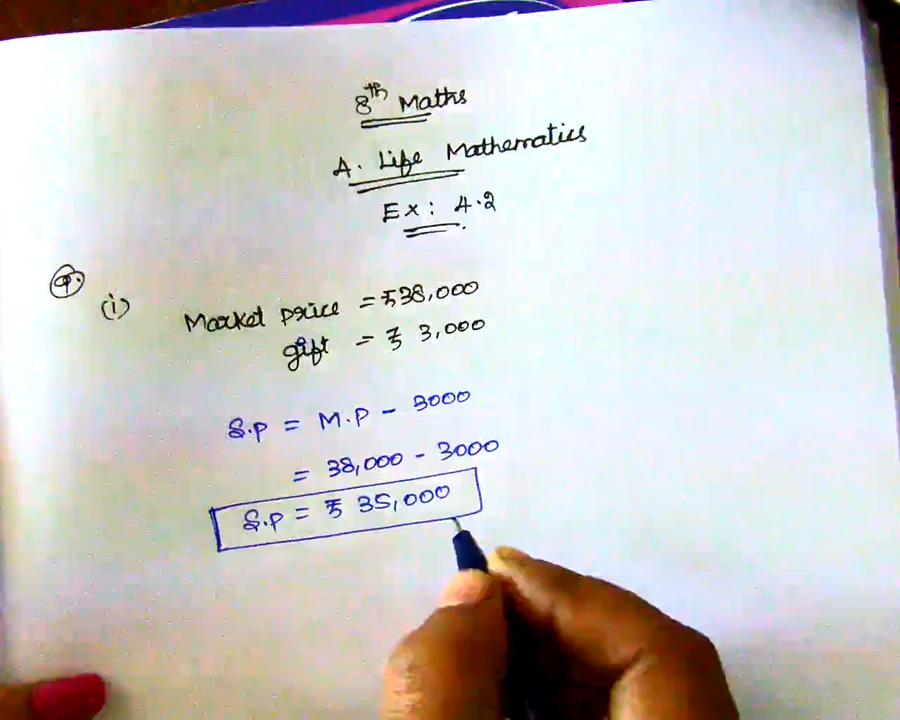 8th Maths
4. Life Mathematics
Ex: 4.2
9.
(i) Market price = ₹38,000
gift = ₹ 3,000
S.P = M.P - 3000
= 38,000 - 3000
S.P = ₹ 35,000